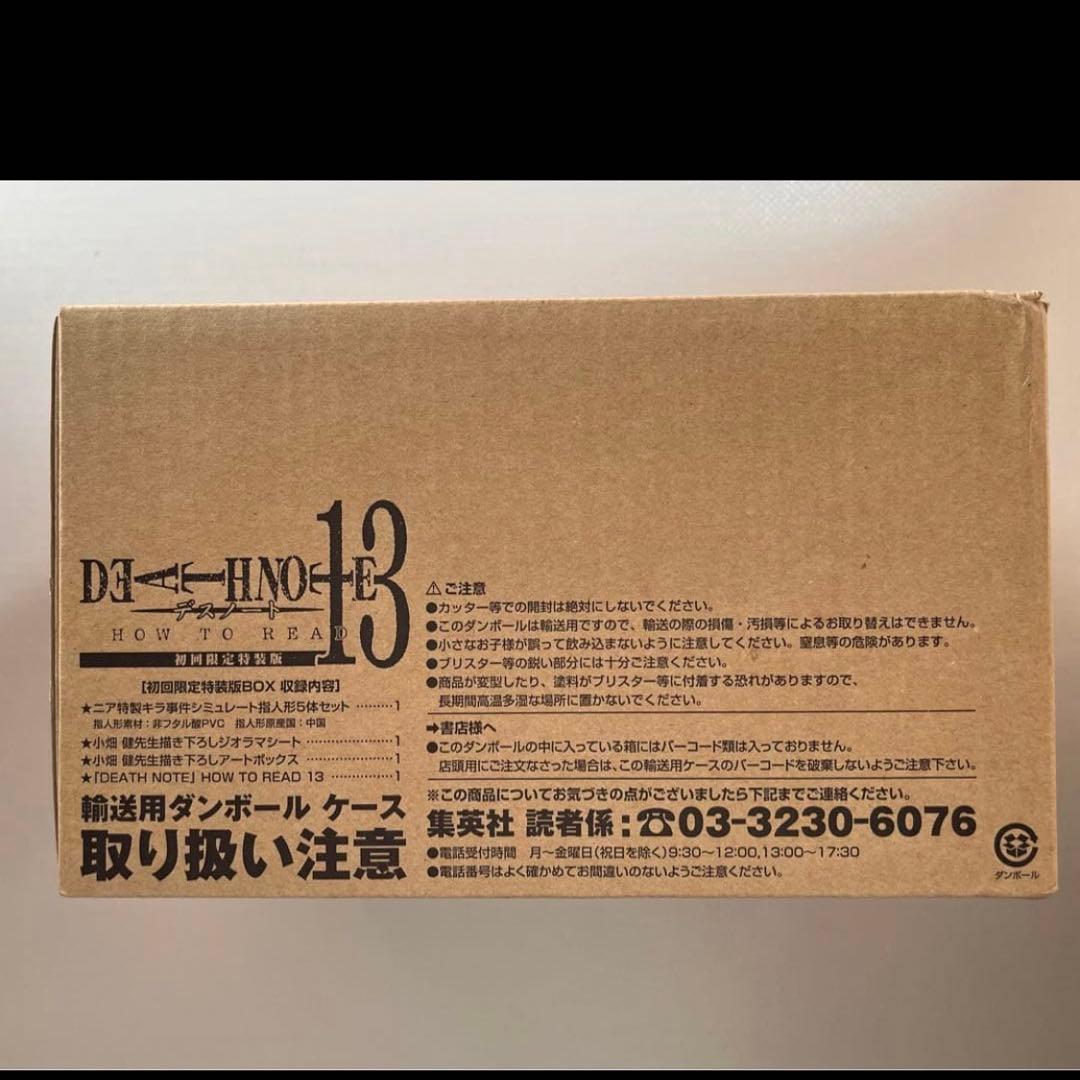 DEATH NOTE 13
デスノート
HOW TO READ
初回限定特装版
【初回限定特装版BOX 収録内容】
★ニア特製キラ事件シミュレート指人形5体セット ………1
指人形素材:非フタル酸PVC 指人形原産国:中国
★小畑 健先生描き下ろしジオラマシート ………………1
★小畑 健先生描き下ろしアートボックス ………………1
★「DEATH NOTE」 HOW TO READ 13 ……………1
輸送用ダンボール ケース
取り扱い注意
⚠ご注意
●カッター等での開封は絶対にしないでください。
●このダンボールは輸送用ですので、輸送の際の損傷・汚損等によるお取り替えはできません。
●小さなお子様が誤って飲み込まないように注意してください。窒息等の危険があります。
●ブリスター等の鋭い部分には十分ご注意ください。
●商品が変型したり、塗料がブリスター等に付着する恐れがありますので、
長期間高温多湿な場所に置かないでください。
➡書店様へ
●このダンボールの中に入っている箱にはバーコード類は入っておりません。
店頭用にご注文なさった場合は、この輸送用ケースのバーコードを破棄しないようご注意下さい。
※この商品についてお気づきの点がございましたら下記までご連絡ください。
集英社 読者係:☎03-3230-6076
●電話受付時間 月〜金曜日(祝日を除く)9:30〜12:00,13:00〜17:30
●電話番号はよく確かめてお間違いのないようご注意ください。
ダンボール